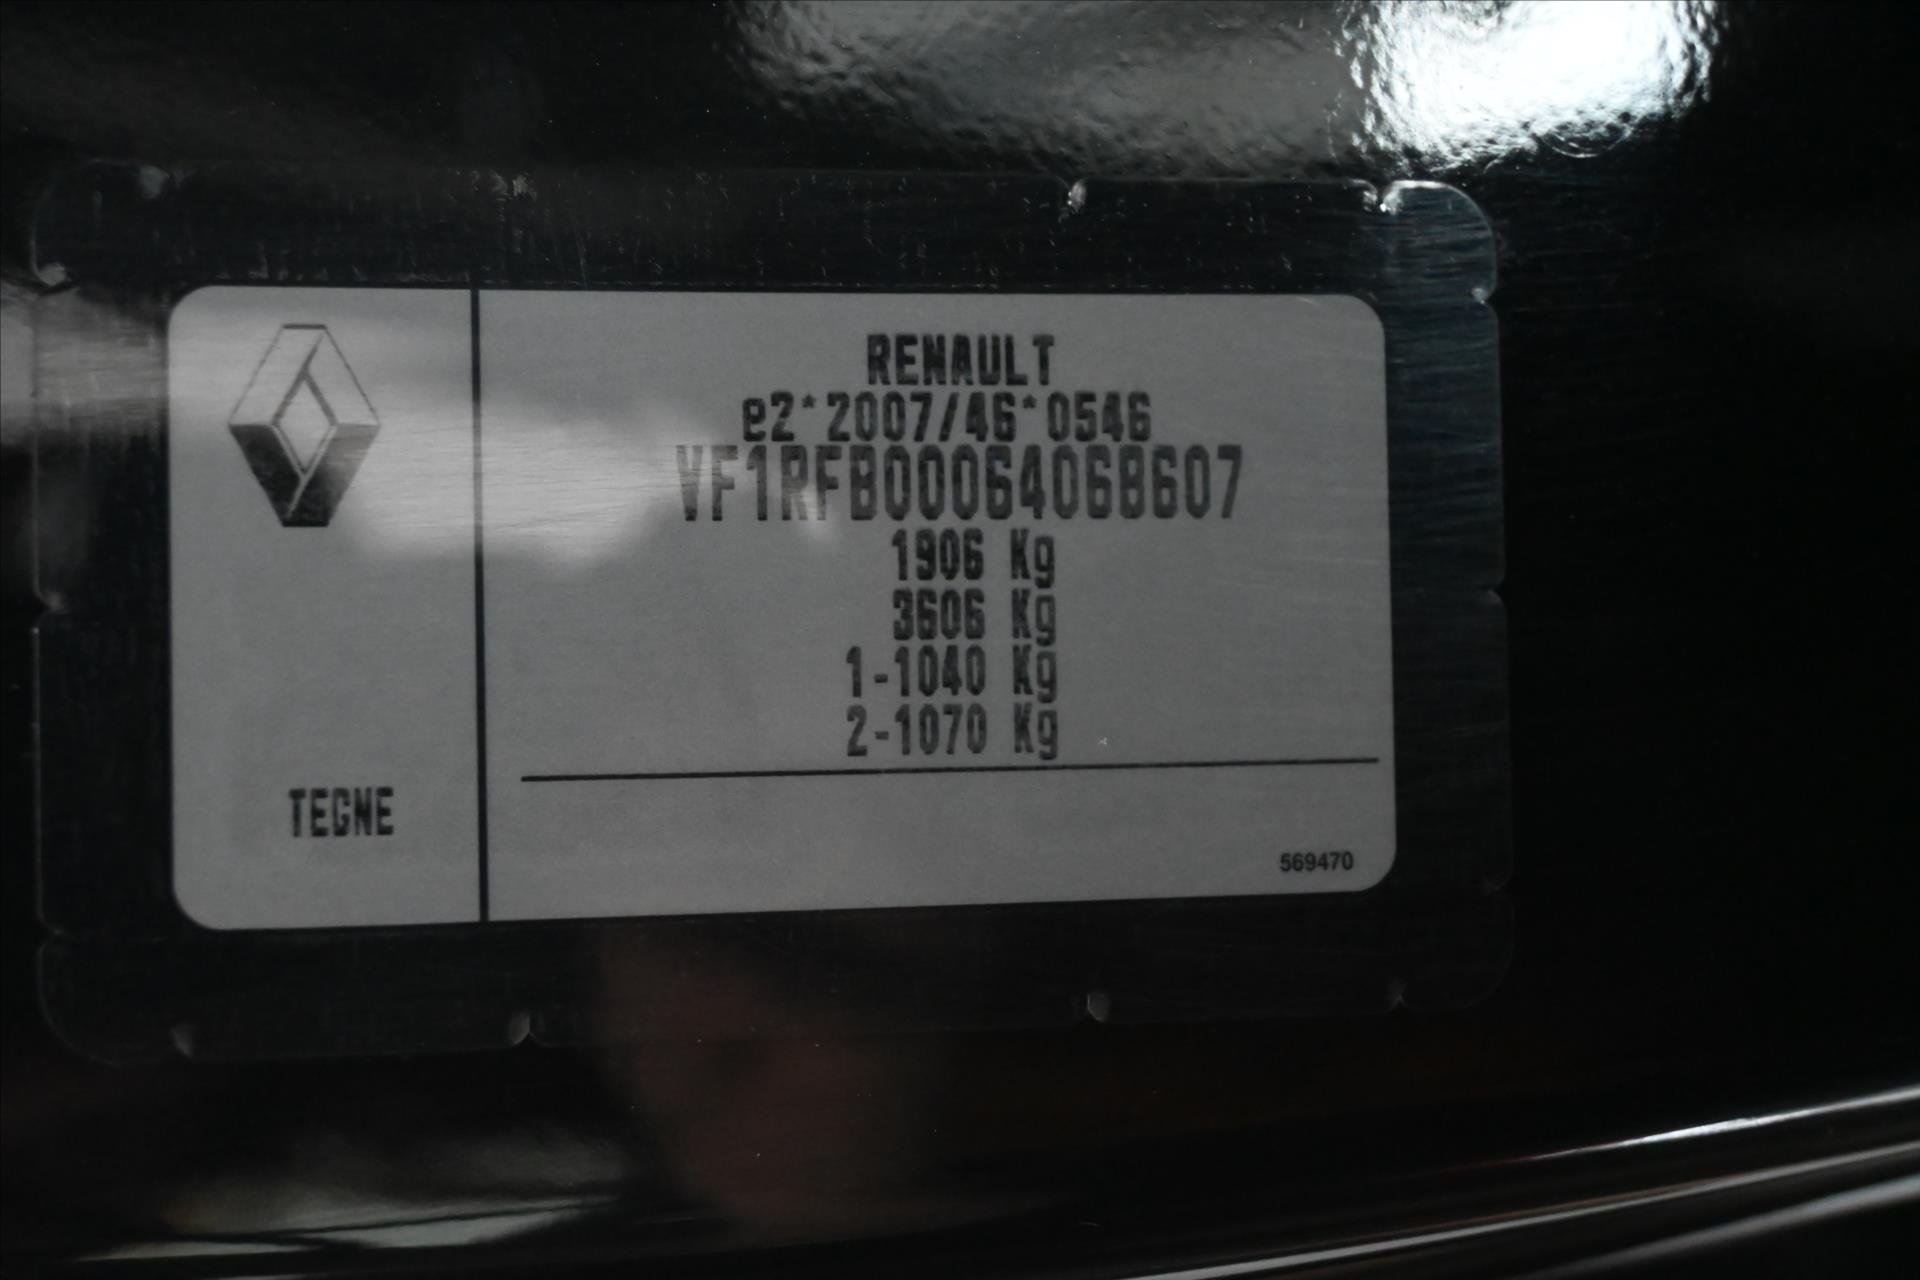 RENAULT
e2*2007/46*0546
VF1RFB00064068607
1906 Kg
3606 Kg
1-1040 Kg
2-1070 Kg
TEGNE
569470